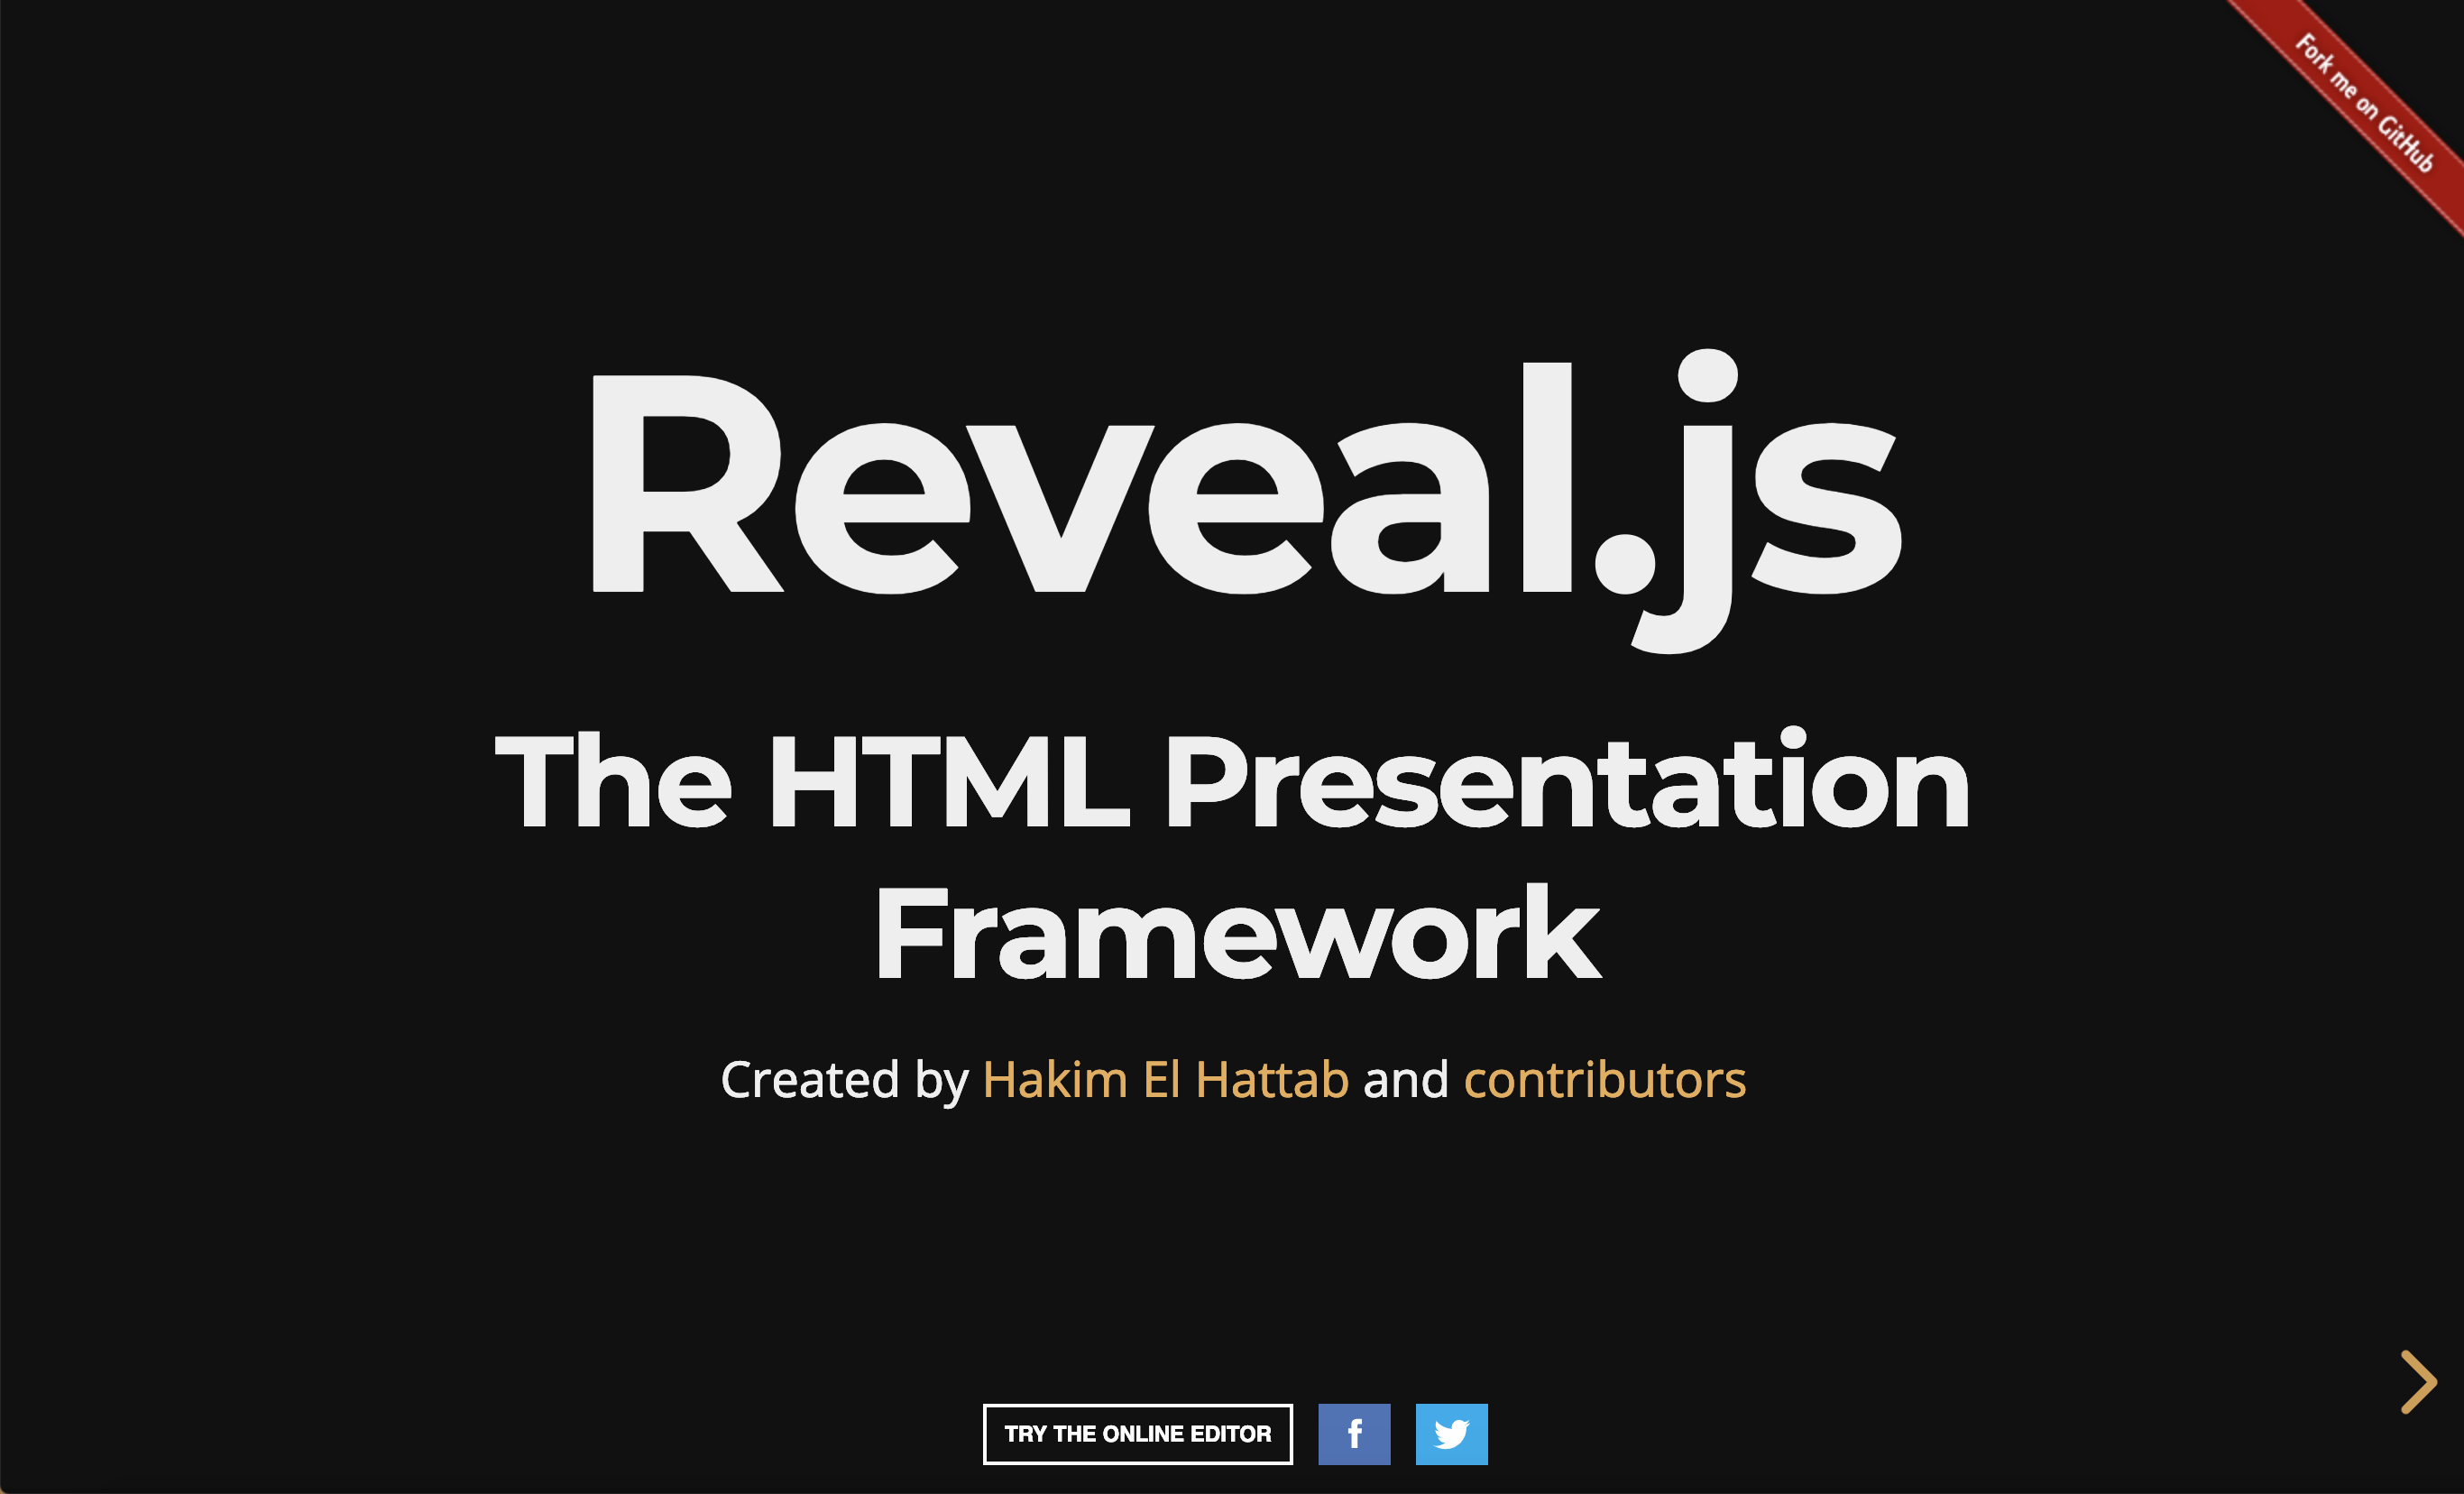 Fork me on GitHub
Reveal.js
The HTML Presentation
Framework
Created by Hakim El Hattab and contributors
TRY THE ONLINE EDITOR